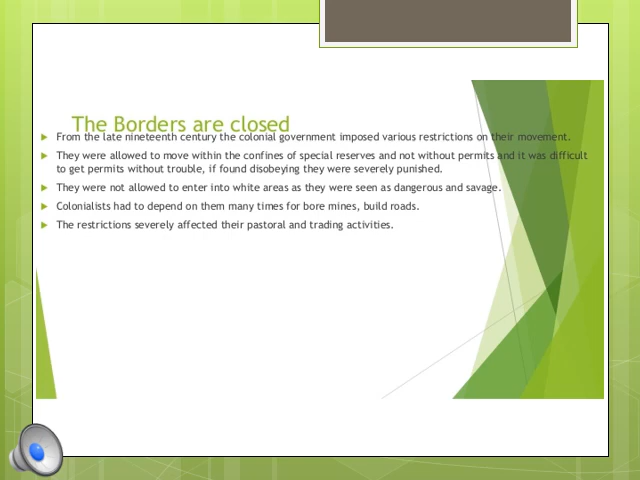 The Borders are closed
From the late nineteenth century the colonial government imposed various restrictions on their movement.
They were allowed to move within the confines of special reserves and not without permits and it was difficult
to get permits without trouble, if found disobeying they were severely punished.
They were not allowed to enter into white areas as they were seen as dangerous and savage.
Colonialists had to depend on them many times for bore mines, build roads.
The restrictions severely affected their pastoral and trading activities.